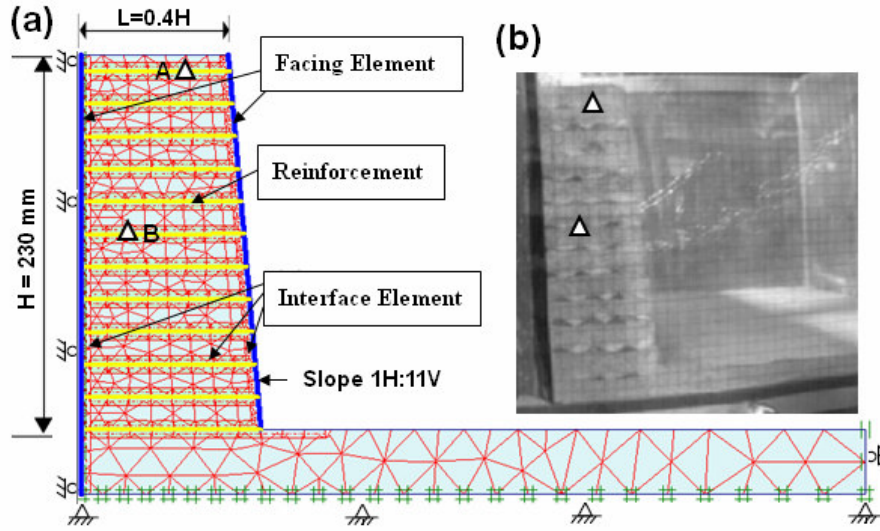 (a)
L=0.4H
(b)
A
Facing Element
Reinforcement
B
H = 230 mm
Interface Element
Slope 1H:11V